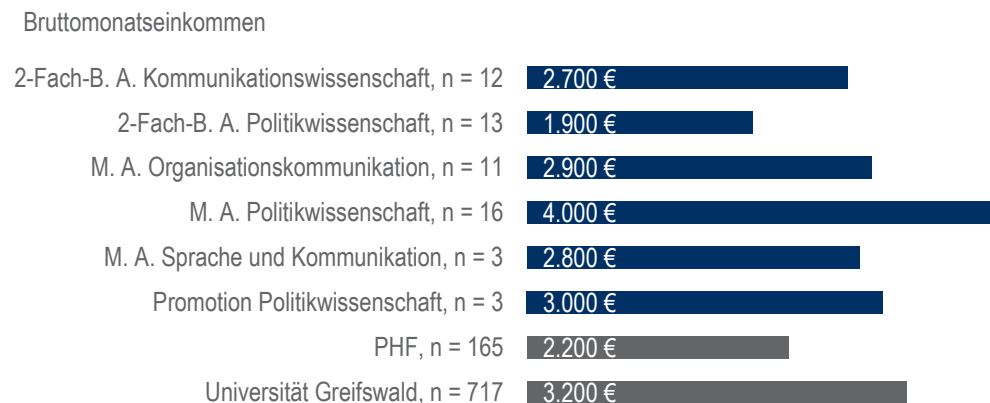 Bruttomonatseinkommen
2-Fach-B. A. Kommunikationswissenschaft, n = 12 2.700 €
2-Fach-B. A. Politikwissenschaft, n = 13 1.900 €
M. A. Organisationskommunikation, n = 11 2.900 €
M. A. Politikwissenschaft, n = 16 4.000 €
M. A. Sprache und Kommunikation, n = 3 2.800 €
Promotion Politikwissenschaft, n = 3 3.000 €
PHF, n = 165 2.200 €
Universität Greifswald, n = 717 3.200 €